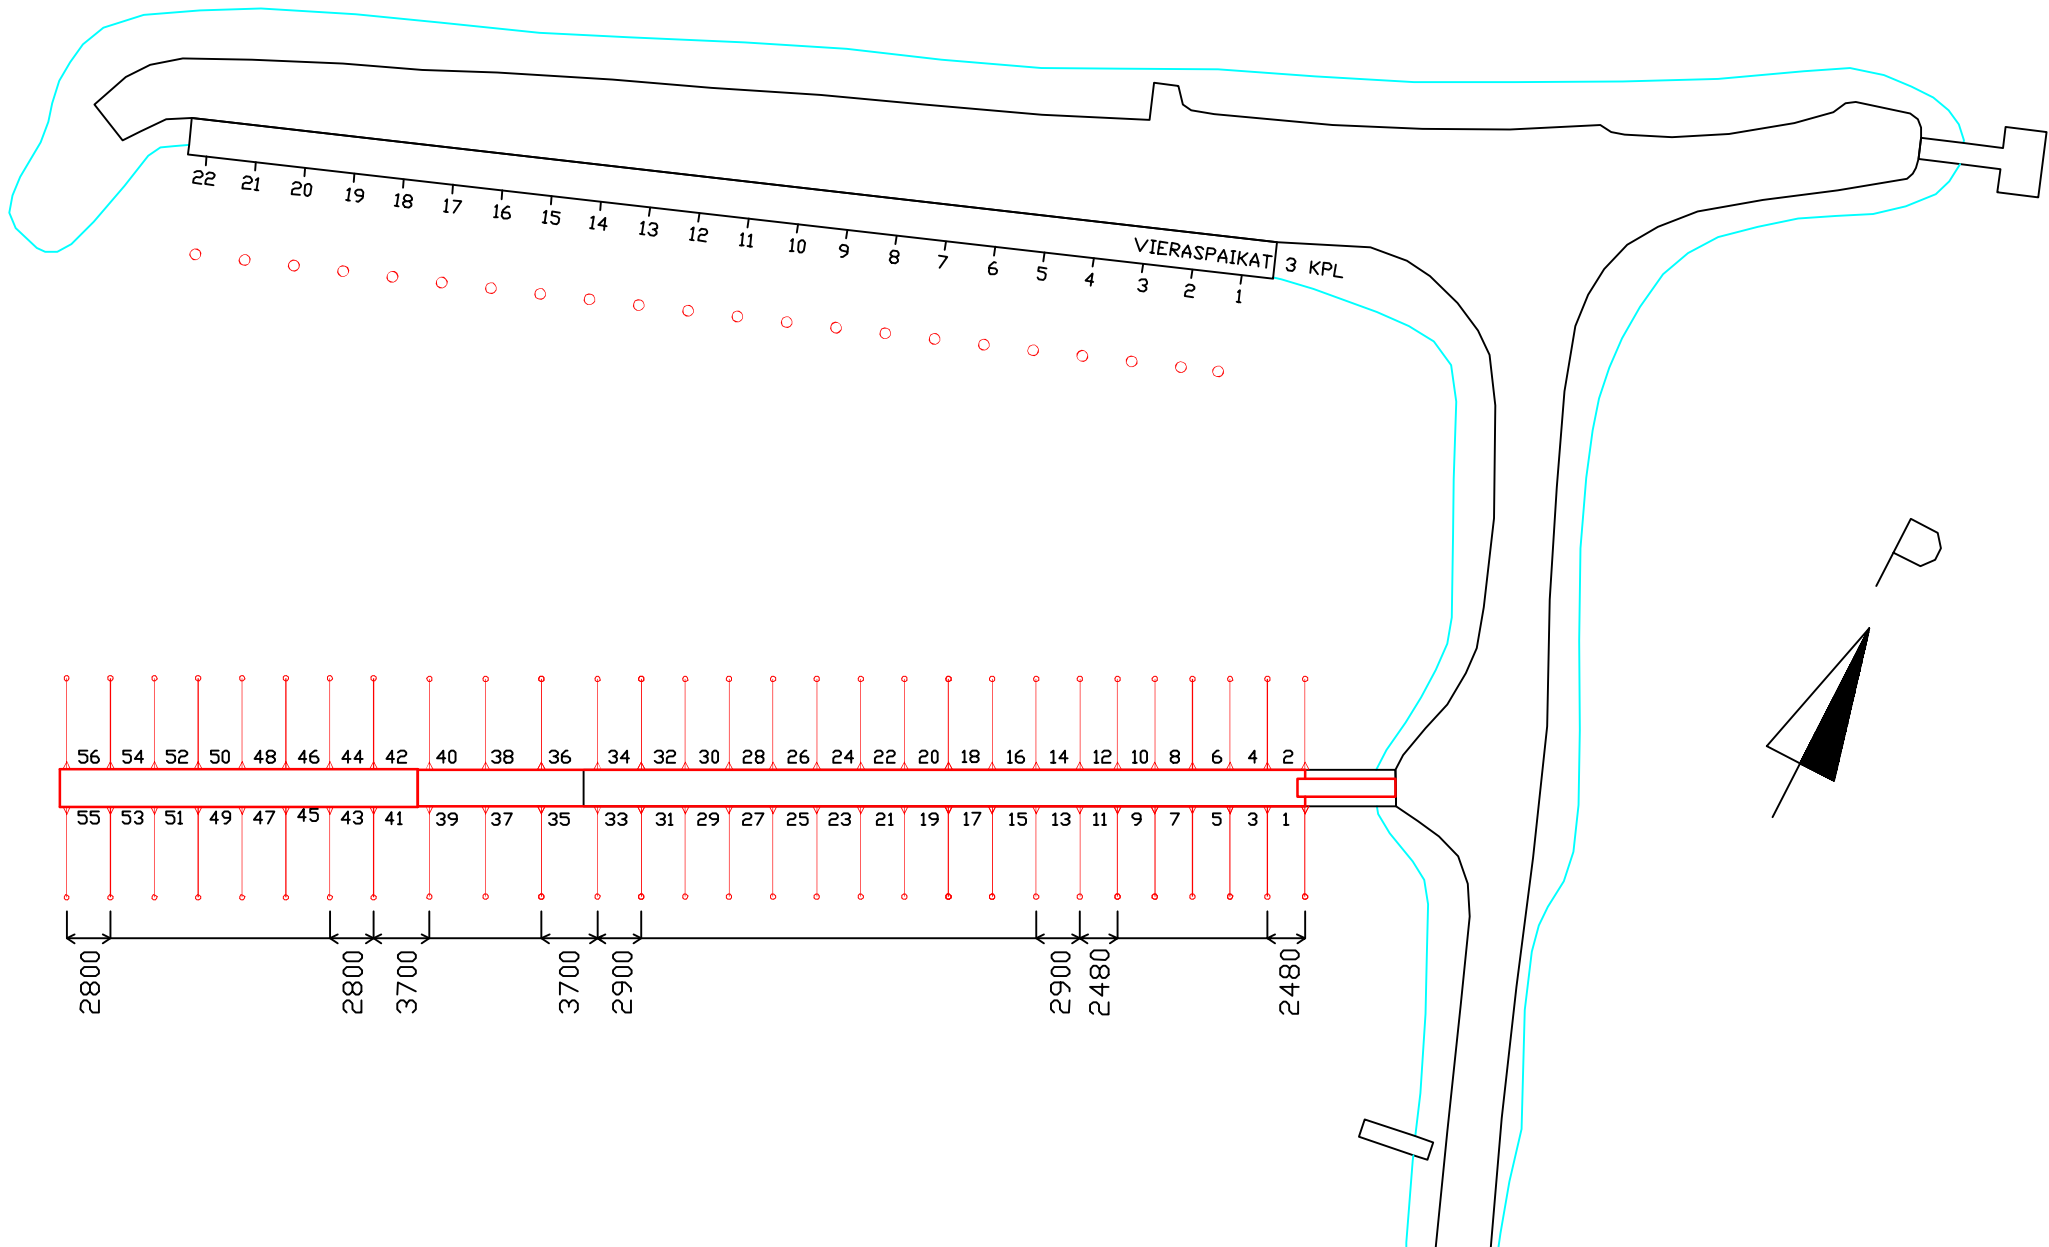 22 21 20 19 18 17 16 15 14 13 12 11 10 9 8 7 6 5 4 3 2 1
VIERASPAIKAT 3 KPL
P
56 54 52 50 48 46 44 42 40 38 36 34 32 30 28 26 24 22 20 18 16 14 12 10 8 6 4 2
55 53 51 49 47 45 43 41 39 37 35 33 31 29 27 25 23 21 19 17 15 13 11 9 7 5 3 1
2800 2800 3700 3700 2900 2900 2480 2480